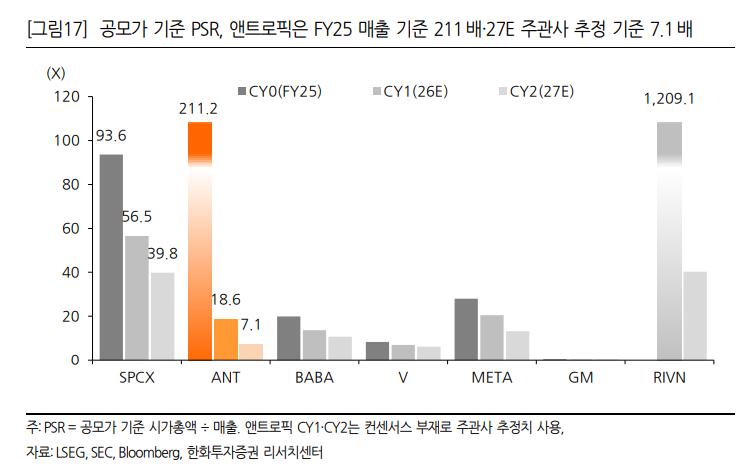 [그림17] 공모가 기준 PSR, 앤트로픽은 FY25 매출 기준 211배·27E 주관사 추정 기준 7.1배
(X)
CY0(FY25) CY1(26E) CY2(27E)
120
100
80
60
40
20
0
93.6
56.5
39.8
211.2
18.6
7.1
1,209.1
SPCX ANT BABA V META GM RIVN
주: PSR = 공모가 기준 시가총액 ÷ 매출. 앤트로픽 CY1·CY2는 컨센서스 부재로 주관사 추정치 사용,
자료: LSEG, SEC, Bloomberg, 한화투자증권 리서치센터